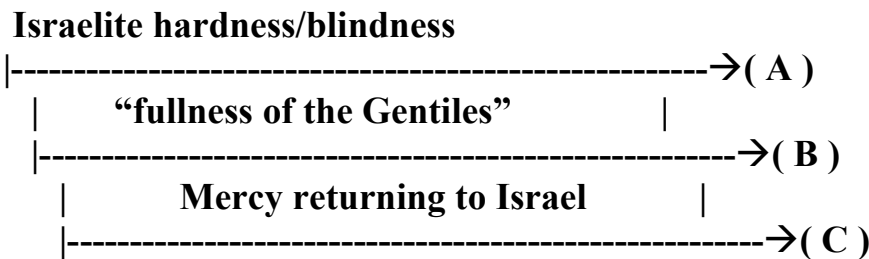 Israelite hardness/blindness
|--------------------------------------------------------→( A )
| “fullness of the Gentiles” |
|--------------------------------------------------------→( B )
| Mercy returning to Israel |
|--------------------------------------------------------→( C )